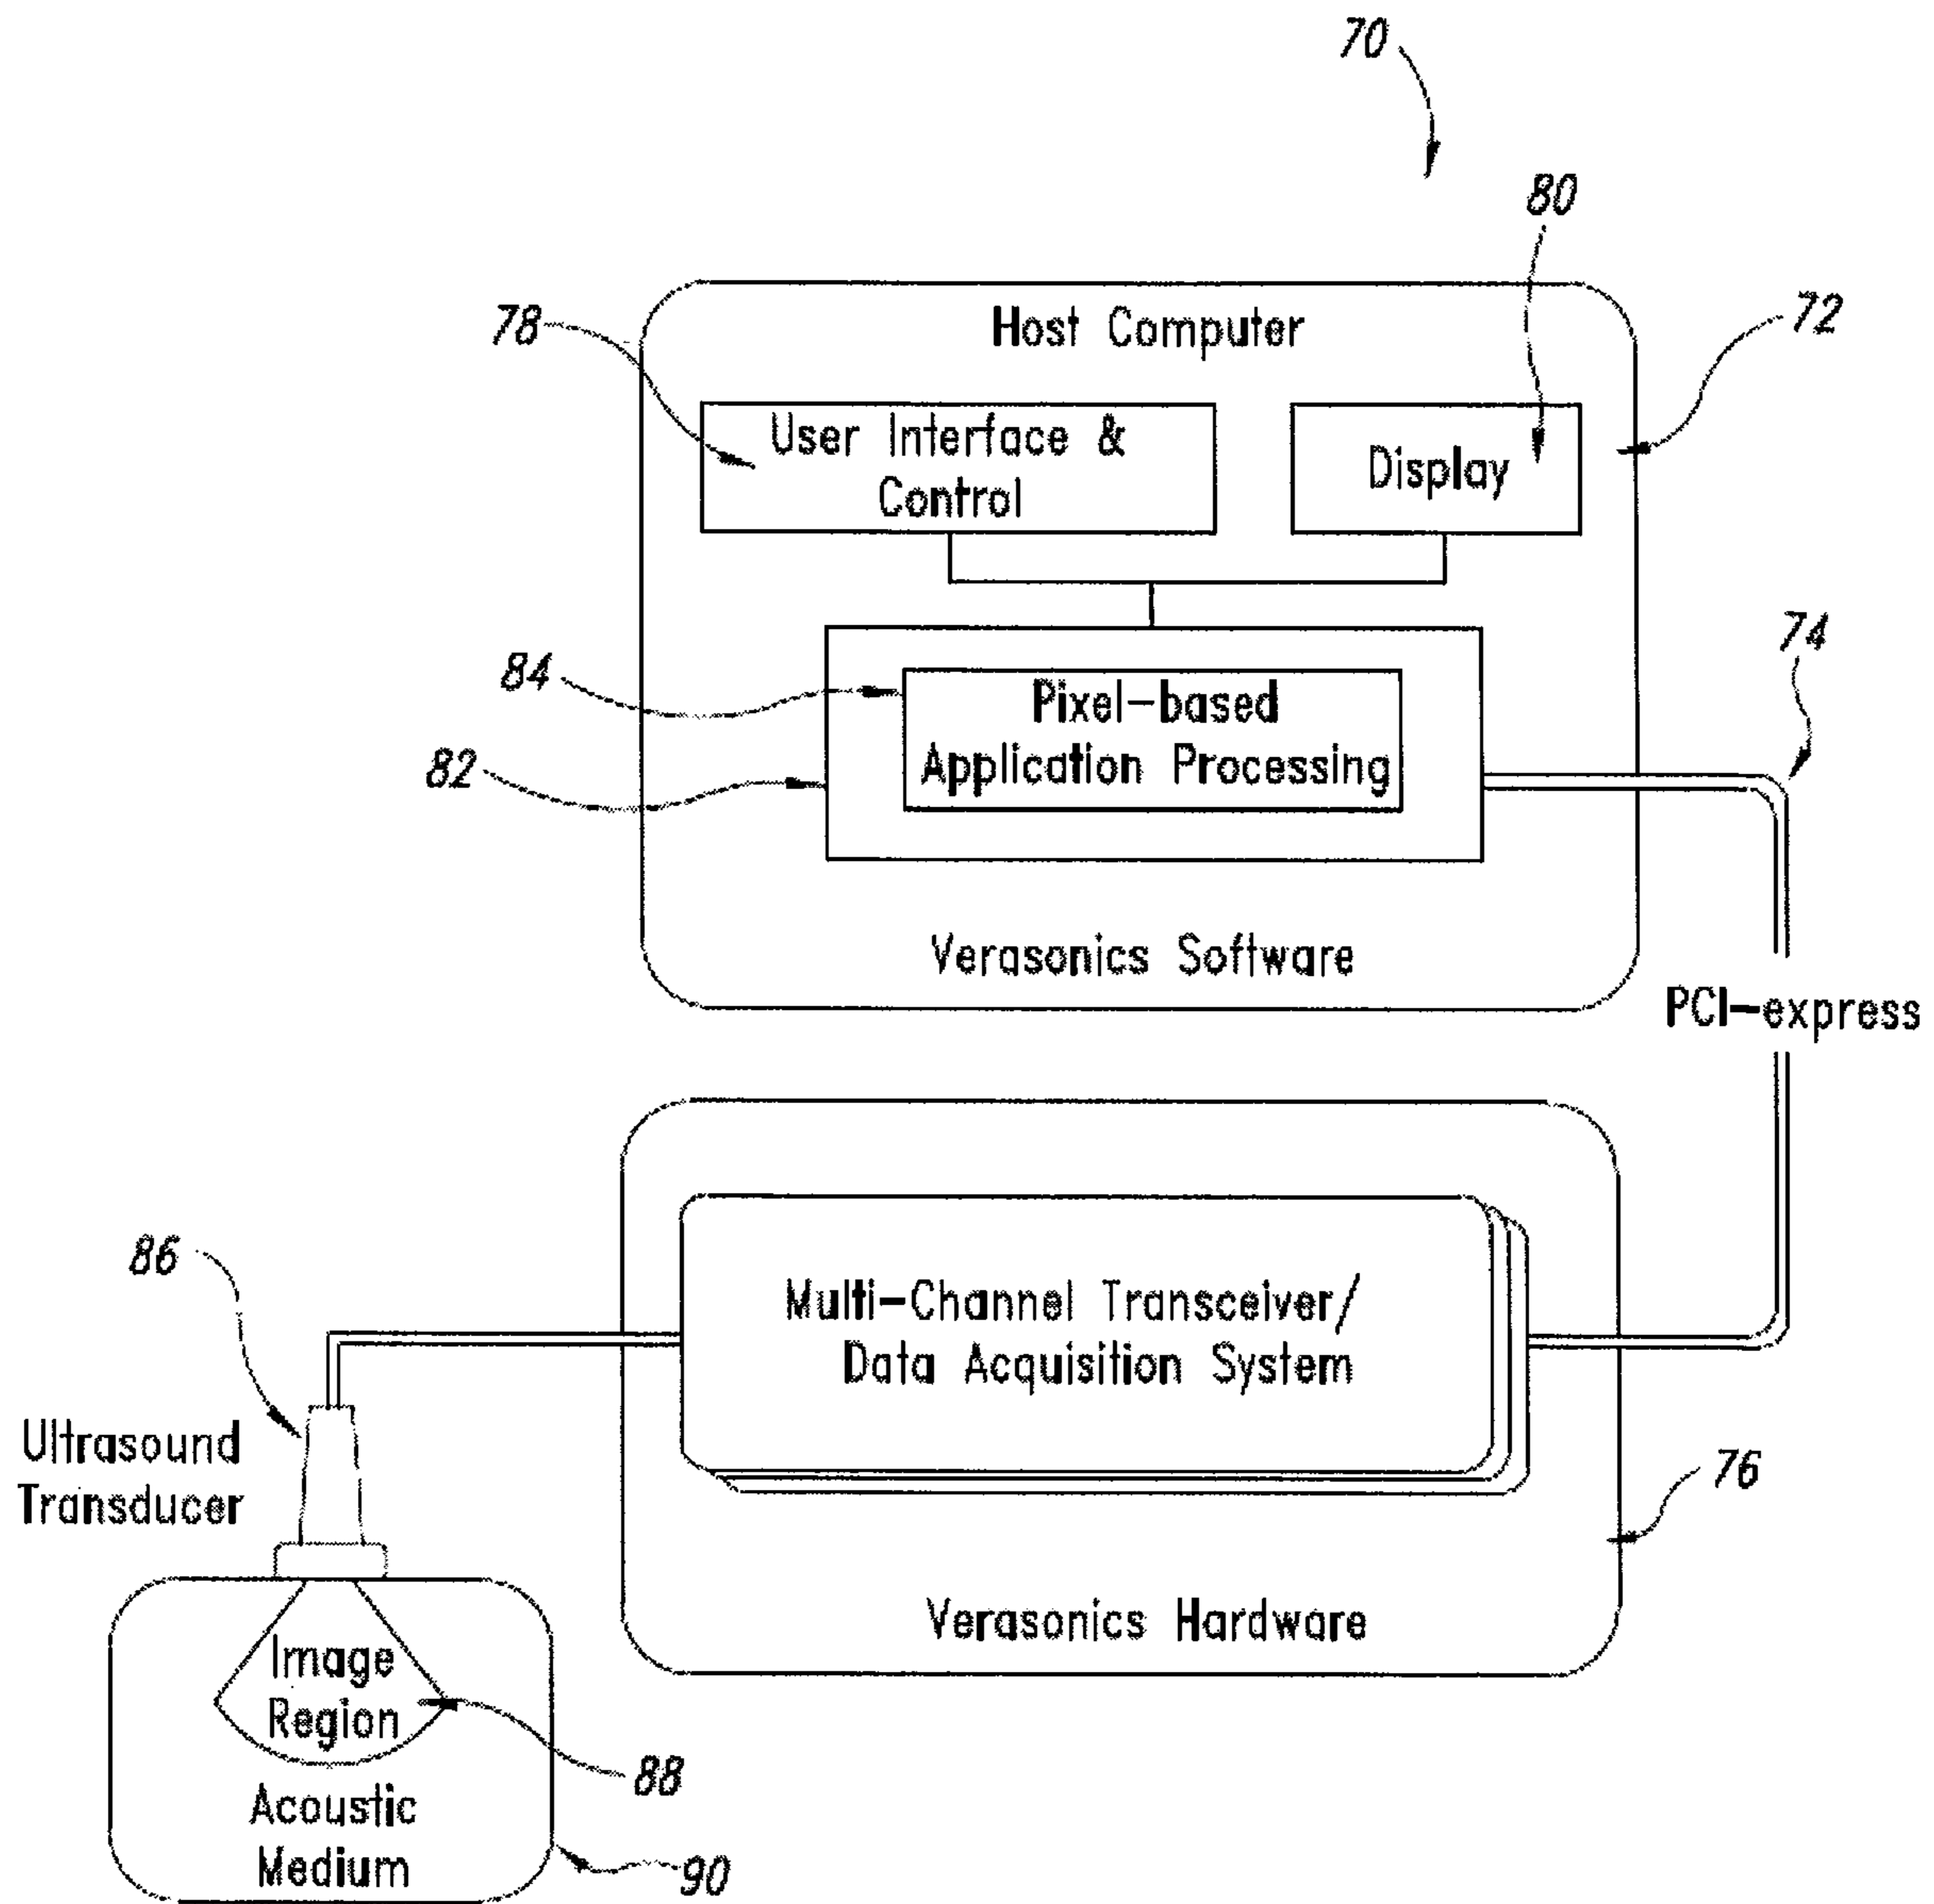 70
80
78
Host Computer
72
User Interface &
Control
Display
74
84
Pixel-based
Application Processing
82
Verasonics Software
PCI-express
86
Multi-Channel Transceiver/
Data Acquisition System
Ultrasound
Transducer
76
Verasonics Hardware
Image
Region
88
Acoustic
Medium
90